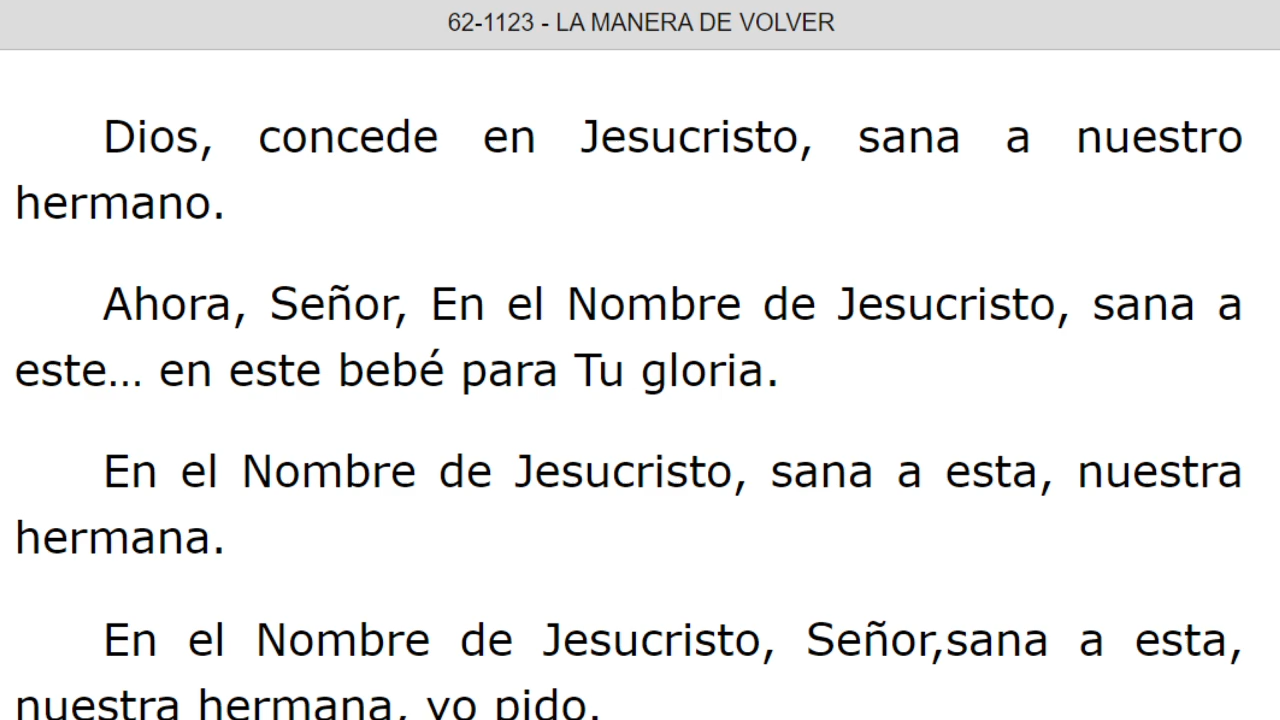 62-1123 - LA MANERA DE VOLVER
Dios, concede en Jesucristo, sana a nuestro
hermano.
Ahora, Señor, En el Nombre de Jesucristo, sana a
este... en este bebé para Tu gloria.
En el Nombre de Jesucristo, sana a esta, nuestra
hermana.
En el Nombre de Jesucristo, Señor,sana a esta,
nuestra hermana, yo pido.